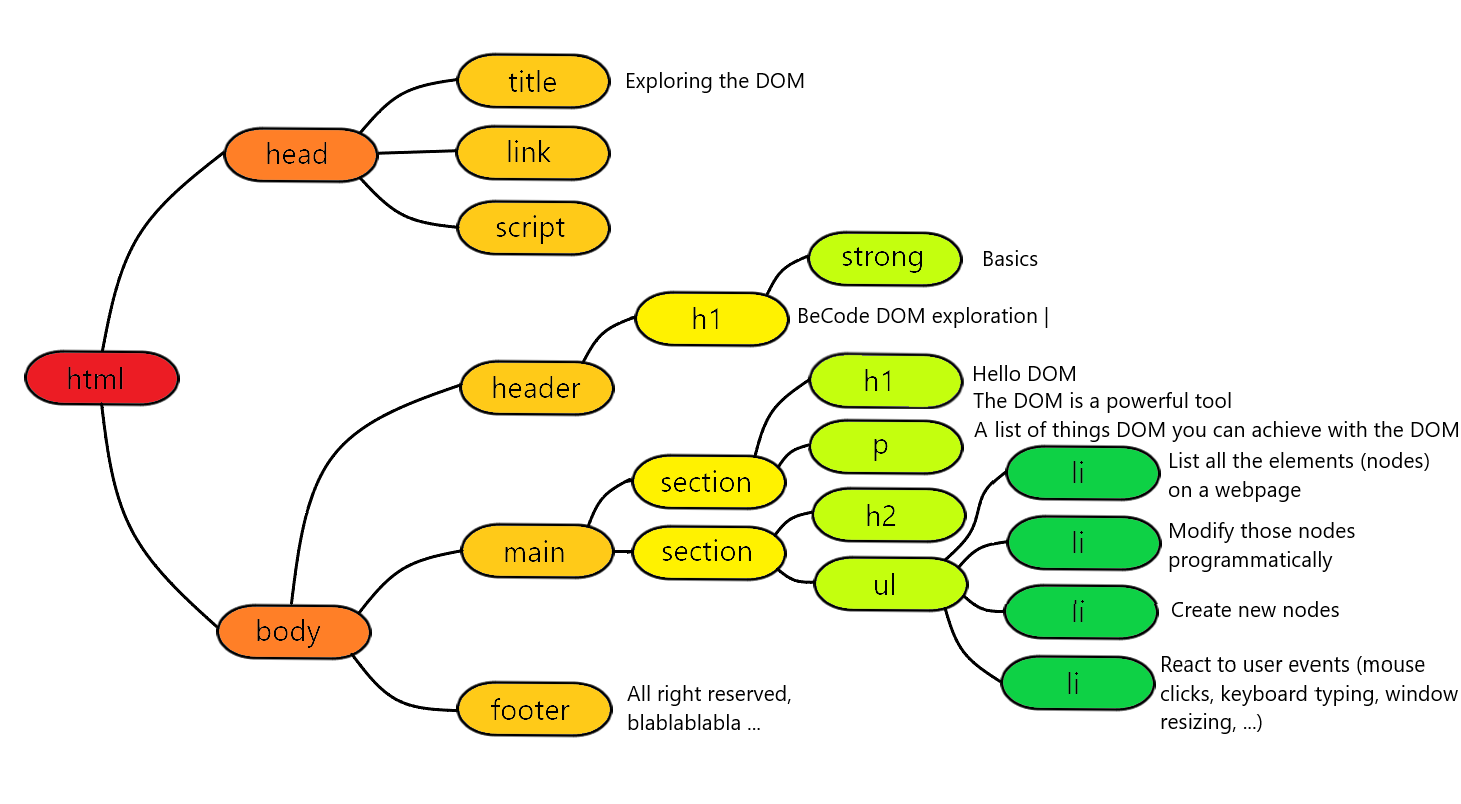 title
Exploring the DOM
head
link
script
strong
Basics
h1
BeCode DOM exploration |
html
header
h1
Hello DOM
The DOM is a powerful tool
p
A list of things DOM you can achieve with the DOM
section
li
List all the elements (nodes)
on a webpage
h2
main
section
li
Modify those nodes
programmatically
ul
li
Create new nodes
body
footer
All right reserved,
blablablabla ...
li
React to user events (mouse
clicks, keyboard typing, window
resizing, ...)